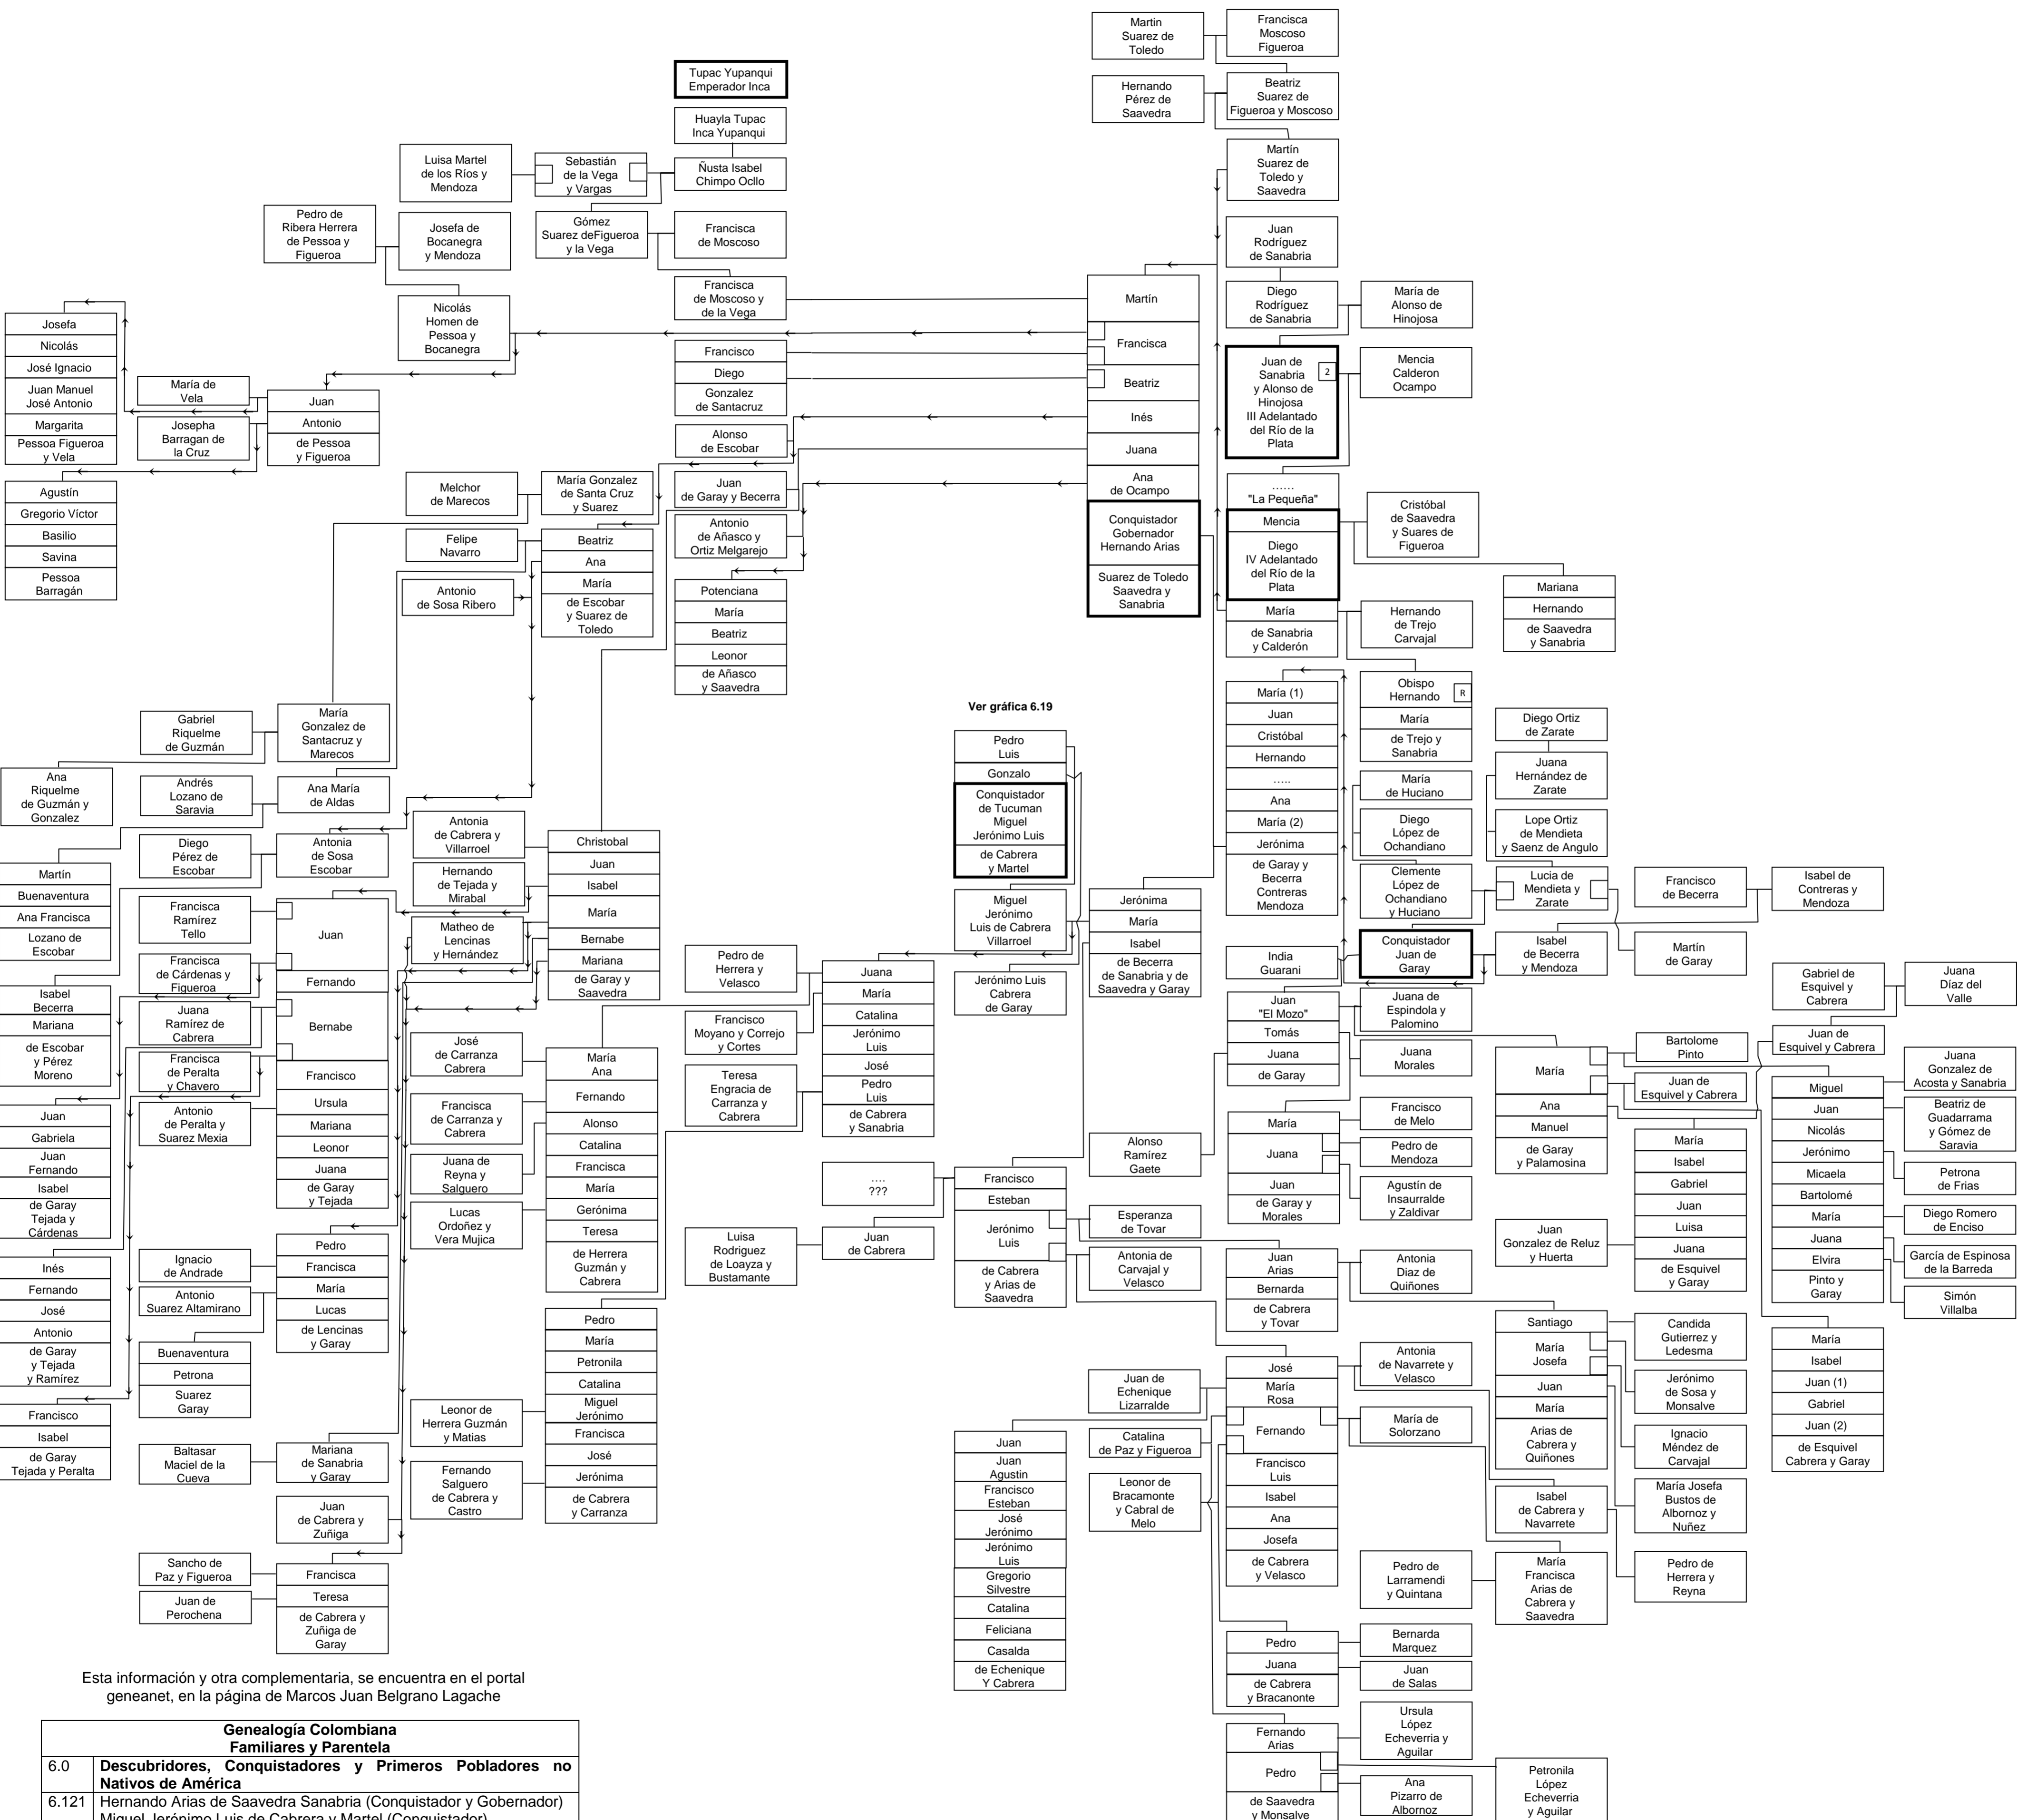 Martin
Suarez de
Toledo
Francisca
Moscoso
Figueroa
Tupac Yupanqui
Emperador Inca
Hernando
Pérez de
Saavedra
Beatriz
Suarez de
Figueroa y Moscoso
Huayla Tupac
Inca Yupanqui
Luisa Martel
de los Ríos y
Mendoza
Sebastián
de la Vega
y Vargas
Ñusta Isabel
Chimpo Ocllo
Martín
Suarez de
Toledo y
Saavedra
Pedro de
Ribera Herrera
de Pessoa y
Figueroa
Josefa de
Bocanegra
y Mendoza
Gómez
Suarez deFigueroa
y la Vega
Francisca
de Moscoso
Juan
Rodríguez
de Sanabria
Francisca
de Moscoso y
de la Vega
Diego
Rodríguez
de Sanabria
María de
Alonso de
Hinojosa
Nicolás
Homen de
Pessoa y
Bocanegra
Martín
Francisca
Beatriz
Inés
Juana
Ana
de Ocampo
Conquistador
Gobernador
Hernando Arias
Suarez de Toledo
Saavedra y
Sanabria
Josefa
Nicolás
José Ignacio
Juan Manuel
José Antonio
Margarita
Pessoa Figueroa
y Vela
Francisco
Diego
Gonzalez
de Santacruz
Juan de
Sanabria
y Alonso de
Hinojosa
III Adelantado
del Río de la
Plata
2
Mencia
Calderon
Ocampo
María de
Vela
Josepha
Barragan de
la Cruz
Juan
Antonio
de Pessoa
y Figueroa
Alonso
de Escobar
Agustín
Gregorio Víctor
Basilio
Savina
Pessoa
Barragán
Melchor
de Marecos
María Gonzalez
de Santa Cruz
y Suarez
Juan
de Garay y Becerra
Antonio
de Añasco y
Ortiz Melgarejo
......
"La Pequeña"
Mencia
Diego
IV Adelantado
del Río de la
Plata
María
de Sanabria
y Calderón
Cristóbal
de Saavedra
y Suares de
Figueroa
Mariana
Hernando
de Saavedra
y Sanabria
Felipe
Navarro
Antonio
de Sosa Ribero
Beatriz
Ana
María
de Escobar
y Suarez de
Toledo
Potenciana
María
Beatriz
Leonor
de Añasco
y Saavedra
Hernando
de Trejo
Carvajal
Gabriel
Riquelme
de Guzmán
María
Gonzalez de
Santacruz y
Marecos
Ver gráfica 6.19
María (1)
Juan
Cristóbal
Hernando
.....
Ana
María (2)
Jerónima
de Garay y
Becerra
Contreras
Mendoza
Obispo
Hernando
R
María
de Trejo y
Sanabria
Diego Ortiz
de Zarate
Ana
Riquelme
de Guzmán y
Gonzalez
Andrés
Lozano de
Saravia
Ana María
de Aldas
Pedro
Luis
Gonzalo
Conquistador
de Tucuman
Miguel
Jerónimo Luis
de Cabrera
y Martel
María
de Huciano
Juana
Hernández de
Zarate
Diego
López de
Ochandiano
Lope Ortiz
de Mendieta
y Saenz de Angulo
Diego
Pérez de
Escobar
Antonia
de Sosa
Escobar
Antonia
de Cabrera y
Villarroel
Christobal
Juan
Isabel
María
Bernabe
Mariana
de Garay y
Saavedra
Hernando
de Tejada y
Mirabal
Matheo de
Lencinas
y Hernández
Martín
Buenaventura
Ana Francisca
Lozano de
Escobar
Francisca
Ramírez
Tello
Francisca
de Cárdenas y
Figueroa
Juana
Ramírez de
Cabrera
Francisca
de Peralta
y Chavero
Antonio
de Peralta y
Suarez Mexia
Juan
Fernando
Bernabe
Francisco
Ursula
Mariana
Leonor
Juana
de Garay
y Tejada
Miguel
Jerónimo
Luis de Cabrera
Villarroel
Jerónimo Luis
Cabrera
de Garay
Jerónima
María
Isabel
de Becerra
de Sanabria y de
Saavedra y Garay
Clemente
López de
Ochandiano
y Huciano
Lucia de
Mendieta y
Zarate
Francisco
de Becerra
Isabel de
Contreras y
Mendoza
India
Guarani
Conquistador
Juan de
Garay
Isabel
de Becerra
y Mendoza
Martín
de Garay
Isabel
Becerra
Mariana
de Escobar
y Pérez
Moreno
Pedro de
Herrera y
Velasco
Francisco
Moyano y Correjo
y Cortes
Teresa
Engracia de
Carranza y
Cabrera
Juana
María
Catalina
Jerónimo
Luis
José
Pedro
Luis
de Cabrera
y Sanabria
Juan
"El Mozo"
Tomás
Juana
de Garay
Juana de
Espindola y
Palomino
Juana
Morales
Gabriel de
Esquivel y
Cabrera
Juana
Díaz del
Valle
Juan de
Esquivel y Cabrera
Bartolome
Pinto
Juan de
Esquivel y Cabrera
María
Ana
Manuel
de Garay
y Palamosina
Miguel
Juan
Nicolás
Jerónimo
Micaela
Bartolomé
María
Juana
Elvira
Pinto y
Garay
Juana
Gonzalez de
Acosta y Sanabria
Beatriz de
Guadarrama
y Gómez de
Saravia
Petrona
de Frias
Diego Romero
de Enciso
García de Espinosa
de la Barreda
Simón
Villalba
José
de Carranza
Cabrera
Francisca
de Carranza y
Cabrera
Juana de
Reyna y
Salguero
Lucas
Ordoñez y
Vera Mujica
María
Ana
Fernando
Alonso
Catalina
Francisca
María
Gerónima
Teresa
de Herrera
Guzmán y
Cabrera
Juan
Gabriela
Juan
Fernando
Isabel
de Garay
Tejada y
Cárdenas
Alonso
Ramírez
Gaete
María
Juana
Juan
de Garay y
Morales
Francisco
de Melo
Pedro de
Mendoza
Agustín de
Insaurralde
y Zaldivar
María
Isabel
Gabriel
Juan
Luisa
Juana
de Esquivel
y Garay
Juan
Gonzalez de Reluz
y Huerta
....
???
Luisa
Rodriguez
de Loayza y
Bustamante
Juan
de Cabrera
Francisco
Esteban
Jerónimo
Luis
de Cabrera
y Arias de
Saavedra
Esperanza
de Tovar
Antonia de
Carvajal y
Velasco
Juan
Arias
Bernarda
de Cabrera
y Tovar
Antonia
Diaz de
Quiñones
Inés
Fernando
José
Antonio
de Garay
y Tejada
y Ramírez
Ignacio
de Andrade
Antonio
Suarez Altamirano
Pedro
Francisca
María
Lucas
de Lencinas
y Garay
Buenaventura
Petrona
Suarez
Garay
Pedro
María
Petronila
Catalina
Miguel
Jerónimo
Francisca
José
Jerónima
de Cabrera
y Carranza
Leonor de
Herrera Guzmán
y Matias
Fernando
Salguero
de Cabrera y
Castro
Santiago
María
Josefa
Juan
María
Arias de
Cabrera y
Quiñones
Candida
Gutierrez y
Ledesma
Jerónimo
de Sosa y
Monsalve
Ignacio
Méndez de
Carvajal
María Josefa
Bustos de
Albornoz y
Nuñez
María
Isabel
Juan (1)
Gabriel
Juan (2)
de Esquivel
Cabrera y Garay
Francisco
Isabel
de Garay
Tejada y Peralta
Baltasar
Maciel de la
Cueva
Mariana
de Sanabria
y Garay
Juan
de Cabrera y
Zuñiga
Juan de
Echenique
Lizarralde
Catalina
de Paz y Figueroa
Leonor de
Bracamonte
y Cabral de
Melo
José
María
Rosa
Fernando
Francisco
Luis
Isabel
Ana
Josefa
de Cabrera
y Velasco
Antonia
de Navarrete y
Velasco
María de
Solorzano
Isabel
de Cabrera y
Navarrete
Juan
Juan
Agustin
Francisco
Esteban
José
Jerónimo
Jerónimo
Luis
Gregorio
Silvestre
Catalina
Feliciana
Casalda
de Echenique
Y Cabrera
Sancho de
Paz y Figueroa
Juan de
Perochena
Francisca
Teresa
de Cabrera y
Zuñiga de
Garay
Pedro de
Larramendi
y Quintana
María
Francisca
Arias de
Cabrera y
Saavedra
Pedro de
Herrera y
Reyna
Pedro
Juana
de Cabrera
y Bracanonte
Bernarda
Marquez
Juan
de Salas
Fernando
Arias
Pedro
de Saavedra
y Monsalve
Ursula
López
Echeverria y
Aguilar
Ana
Pizarro de
Albornoz
Petronila
López
Echeverria
y Aguilar
Esta información y otra complementaria, se encuentra en el portal
geneanet, en la página de Marcos Juan Belgrano Lagache
Genealogía Colombiana
Familiares y Parentela
6.0 Descubridores, Conquistadores y Primeros Pobladores no
Nativos de América
6.121 Hernando Arias de Saavedra Sanabria (Conquistador y Gobernador)
Miguel Jerónimo Luis de Cabrera y Martel (Conquistador)